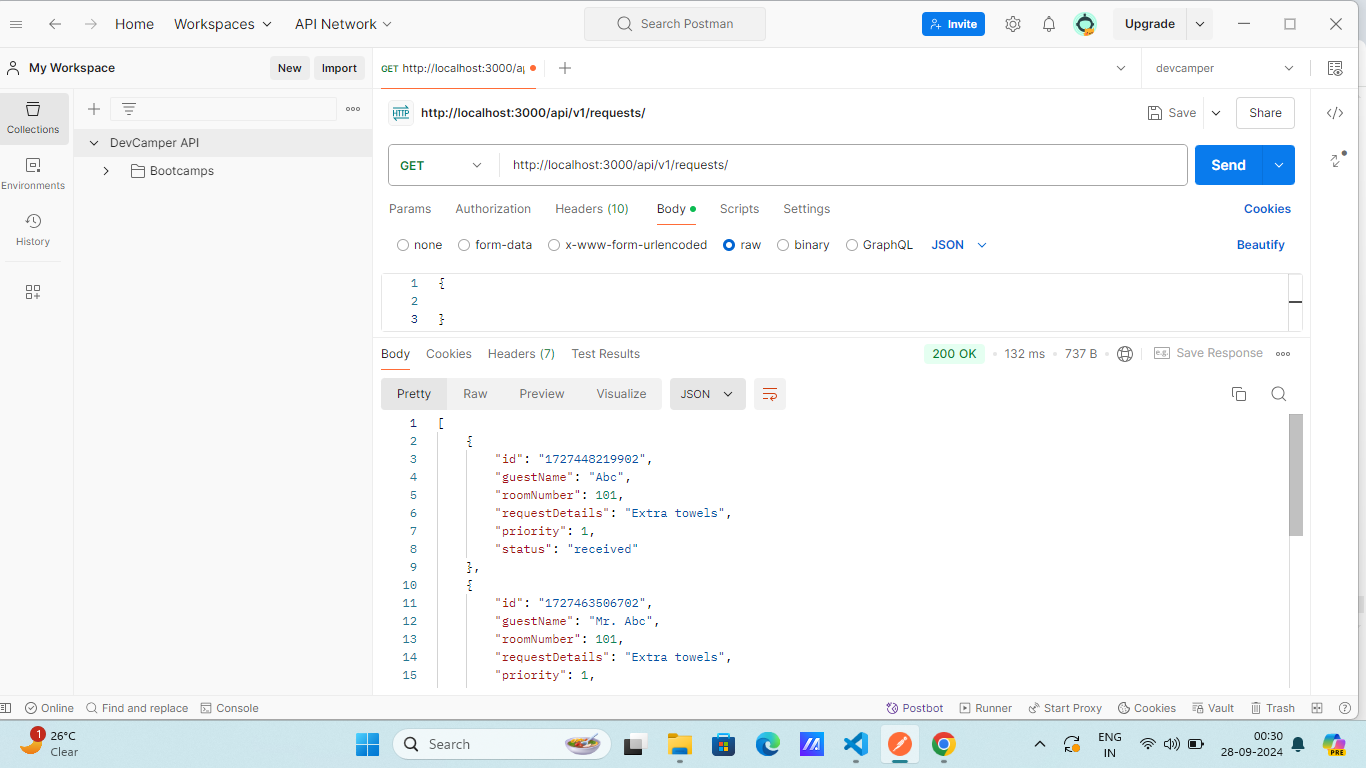 Home Workspaces API Network Search Postman Invite Upgrade
My Workspace New Import GET http://localhost:3000/ap devcamper
Collections
Environments
History
DevCamper API
Bootcamps
HTTP http://localhost:3000/api/v1/requests/ Save Share
GET http://localhost:3000/api/v1/requests/ Send
Params Authorization Headers (10) Body Scripts Settings Cookies
none form-data x-www-form-urlencoded raw binary GraphQL JSON Beautify
1 {
2
3 }
Body Cookies Headers (7) Test Results 200 OK 132 ms 737 B e.g. Save Response
Pretty Raw Preview Visualize JSON
1 [
2 {
3 "id": "1727448219902",
4 "guestName": "Abc",
5 "roomNumber": 101,
6 "requestDetails": "Extra towels",
7 "priority": 1,
8 "status": "received"
9 },
10 {
11 "id": "1727463506702",
12 "guestName": "Mr. Abc",
13 "roomNumber": 101,
14 "requestDetails": "Extra towels",
15 "priority": 1,
Online Find and replace Console Postbot Runner Start Proxy Cookies Vault Trash
1 26°C
Clear
Search
ENG
IN
00:30
28-09-2024
PRE